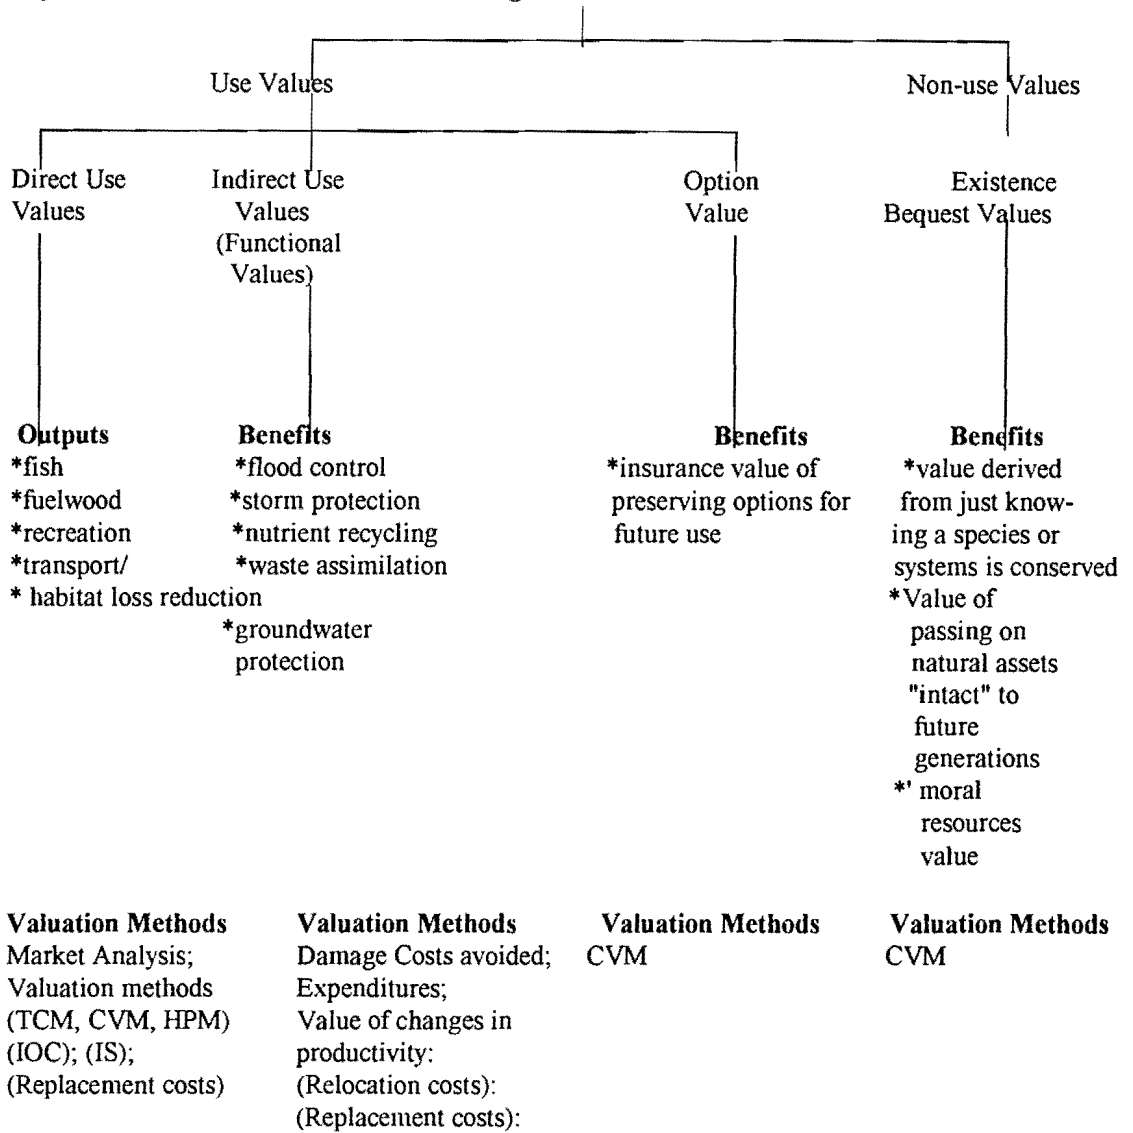 Use Values
Non-use Values
Direct Use
Values
Indirect Use
Values
(Functional
Values)
Option
Value
Existence
Bequest Values
Outputs
*fish
*fuelwood
*recreation
*transport/
* habitat loss reduction
Benefits
*flood control
*storm protection
*nutrient recycling
*waste assimilation
*groundwater
protection
Benefits
*insurance value of
preserving options for
future use
Benefits
*value derived
from just know-
ing a species or
systems is conserved
*Value of
passing on
natural assets
"intact" to
future
generations
*' moral
resources
value
Valuation Methods
Market Analysis;
Valuation methods
(TCM, CVM, HPM)
(IOC); (IS);
(Replacement costs)
Valuation Methods
Damage Costs avoided;
Expenditures;
Value of changes in
productivity:
(Relocation costs):
(Replacement costs):
Valuation Methods
CVM
Valuation Methods
CVM